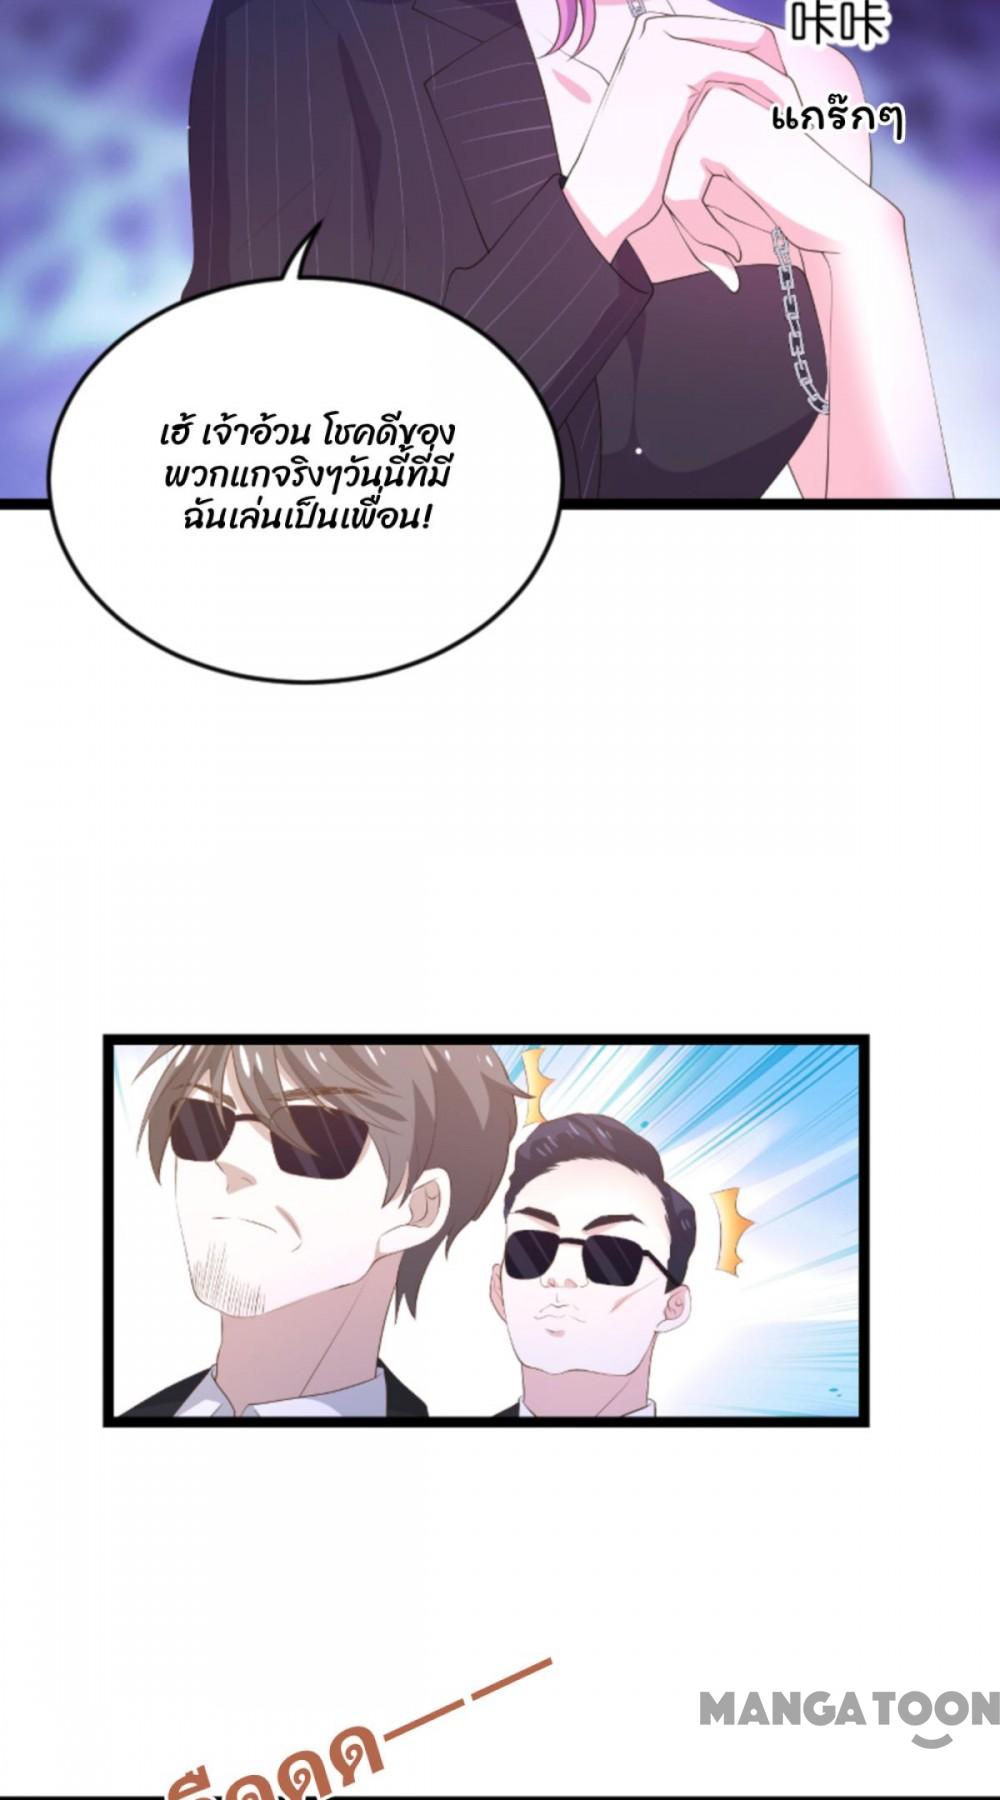 咔咔
แกร๊กๆ
เฮ้ เจ้าอ้วน โชคดีของ
พวกแกจริงๆวันนี้ที่มี
ฉันเล่นเป็นเพื่อน!
MANGATOON